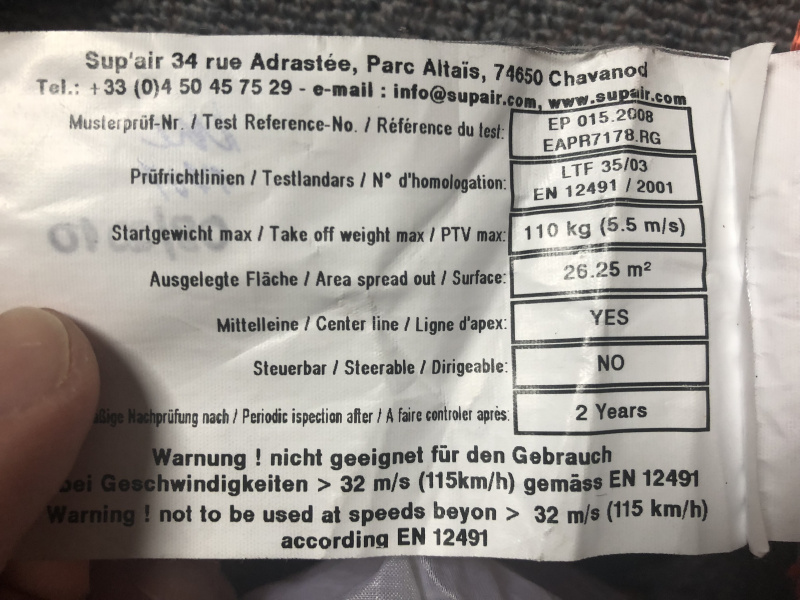 Sup'air 34 rue Adrastée, Parc Altaïs, 74650 Chavanod
Tel.: +33 (0)4 50 45 75 29 - e-mail : info@supair.com, www.supair.com
Musterprüf-Nr. / Test Reference-No. / Référence du test: EP 015.2008 EAPR7178.RG
Prüfrichtlinien / Testlandars / N° d'homologation: LTF 35/03 EN 12491 / 2001
Startgewicht max / Take off weight max / PTV max: 110 kg (5.5 m/s)
Ausgelegte Fläche / Area spread out / Surface: 26.25 m²
Mittelleine / Center line / Ligne d'apex: YES
Steuerbar / Steerable / Dirigeable: NO
Nachprüfung nach / Periodic ispection after / A faire controler après: 2 Years
Warnung ! nicht geeignet für den Gebrauch
bei Geschwindigkeiten > 32 m/s (115km/h) gemäss EN 12491
Warning ! not to be used at speeds beyon > 32 m/s (115 km/h)
according EN 12491